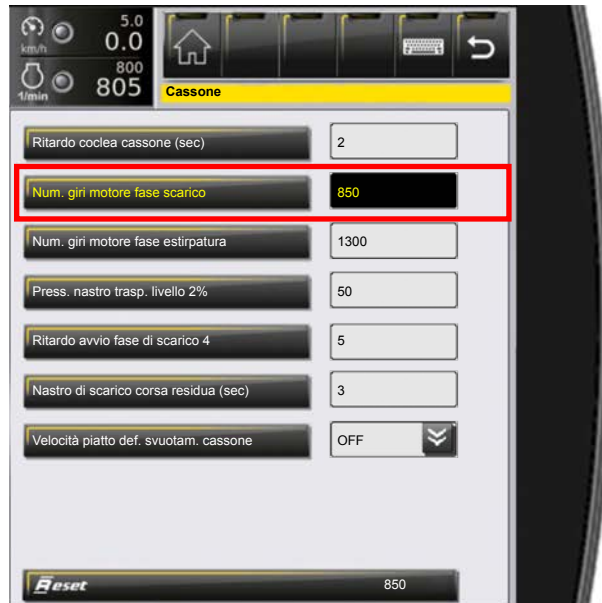 5.0
km/h 0.0
800
1/min 805
Cassone
Ritardo coclea cassone (sec) 2
Num. giri motore fase scarico 850
Num. giri motore fase estirpatura 1300
Press. nastro trasp. livello 2% 50
Ritardo avvio fase di scarico 4 5
Nastro di scarico corsa residua (sec) 3
Velocità piatto def. svuotam. cassone OFF
Reset 850